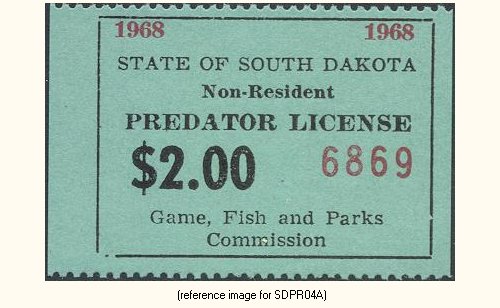 1968 1968
STATE OF SOUTH DAKOTA
Non-Resident
PREDATOR LICENSE
$2.00 6869
Game, Fish and Parks
Commission
(reference image for SDPR04A)